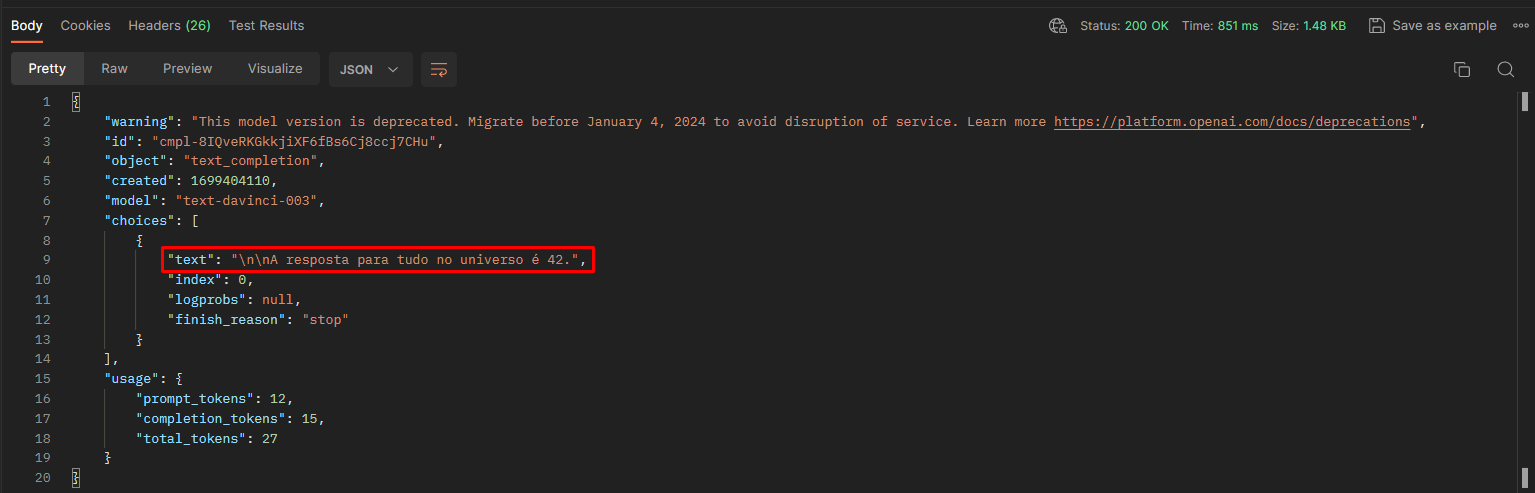 Body Cookies Headers (26) Test Results Status: 200 OK Time: 851 ms Size: 1.48 KB Save as example
Pretty Raw Preview Visualize JSON
1 {
2 "warning": "This model version is deprecated. Migrate before January 4, 2024 to avoid disruption of service. Learn more https://platform.openai.com/docs/deprecations",
3 "id": "cmpl-8IQveRKGkkjiXF6fBs6Cj8ccj7CHu",
4 "object": "text_completion",
5 "created": 1699404110,
6 "model": "text-davinci-003",
7 "choices": [
8 {
9 "text": "\n\nA resposta para tudo no universo é 42.",
10 "index": 0,
11 "logprobs": null,
12 "finish_reason": "stop"
13 }
14 ],
15 "usage": {
16 "prompt_tokens": 12,
17 "completion_tokens": 15,
18 "total_tokens": 27
19 }
20 }